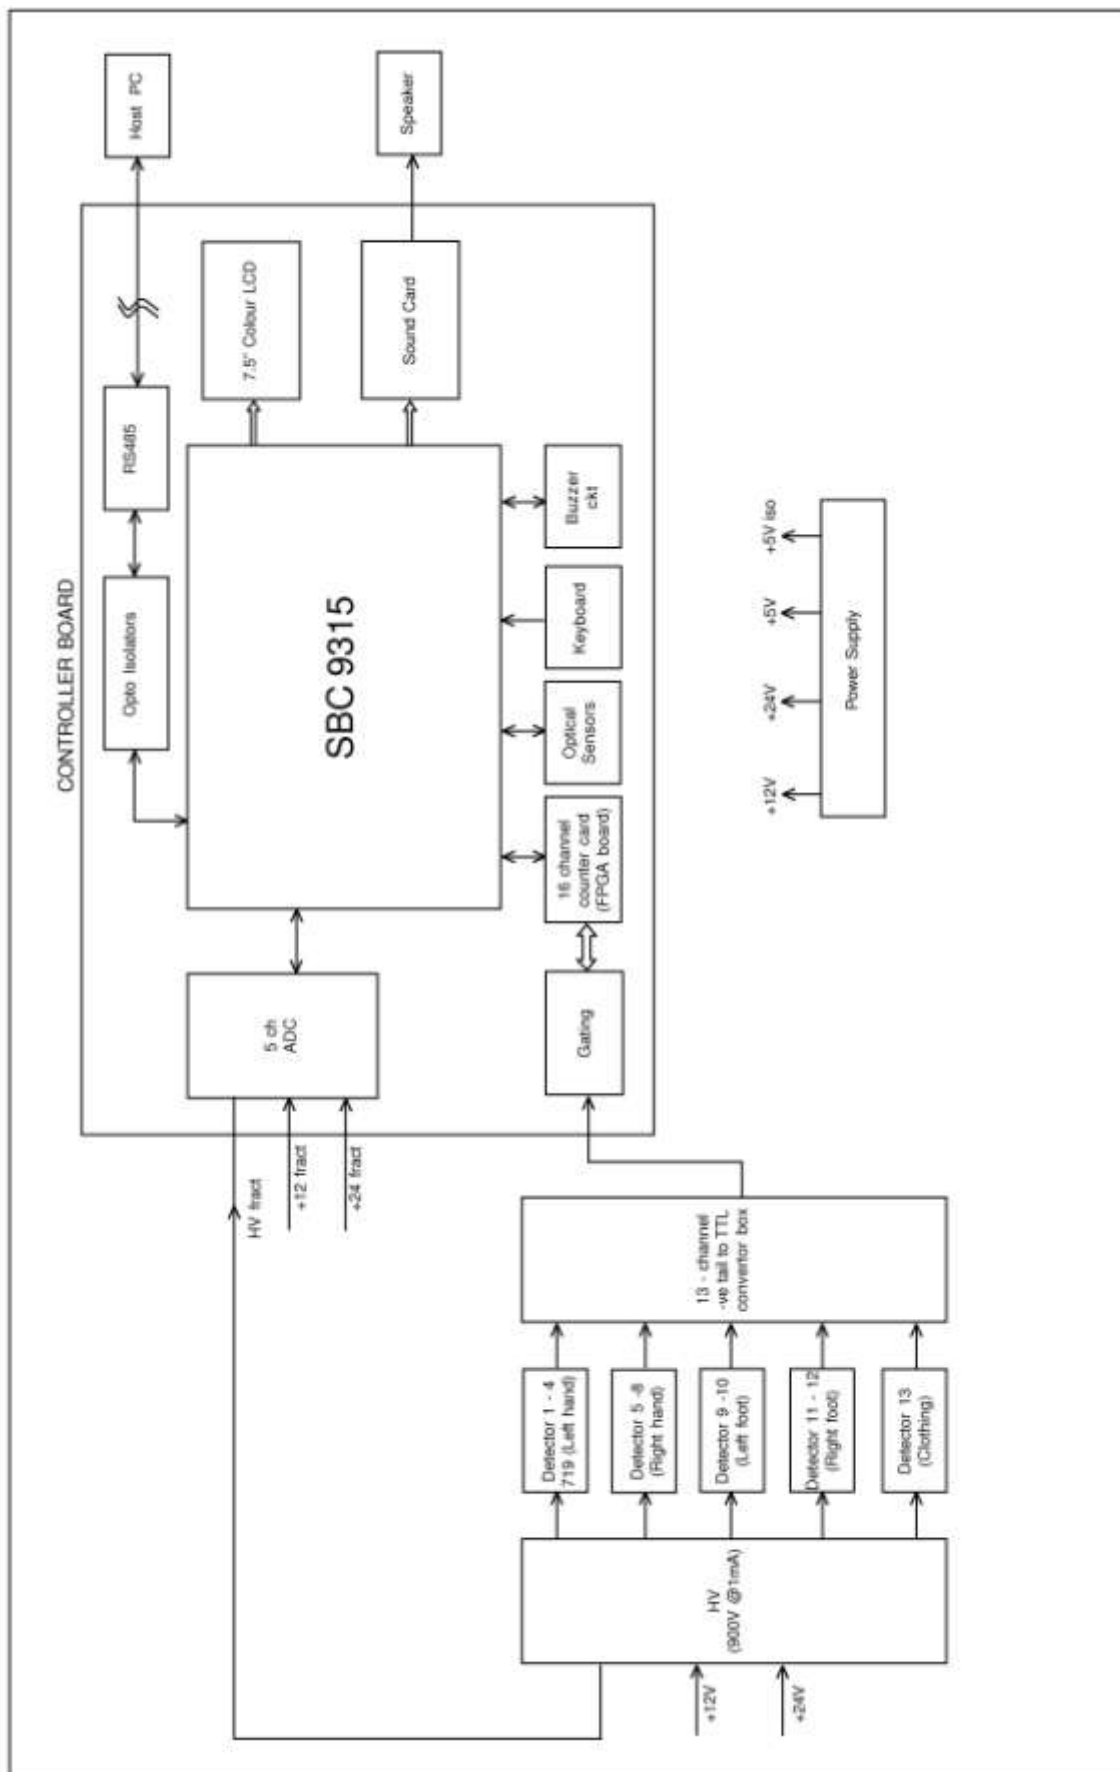 CONTROLLER BOARD
Host PC
RS485
Opto Isolators
7.5" Colour LCD
Speaker
Sound Card
SBC 9315
5 ch
ADC
HV fract
+12 fract
+24 fract
Buzzer
ckt
Keyboard
Optical
Sensors
16 channel
counter card
(FPGA board)
Gating
13 - channel
-ve tail to TTL
convertor box
Detector 1 - 4
719 (Left hand)
Detector 5 -8
(Right hand)
Detector 9 -10
(Left foot)
Detector 11 - 12
(Right foot)
Detector 13
(Clothing)
HV
(900V @1mA)
+12V
+24V
+12V
+24V
+5V
+5V iso
Power Supply